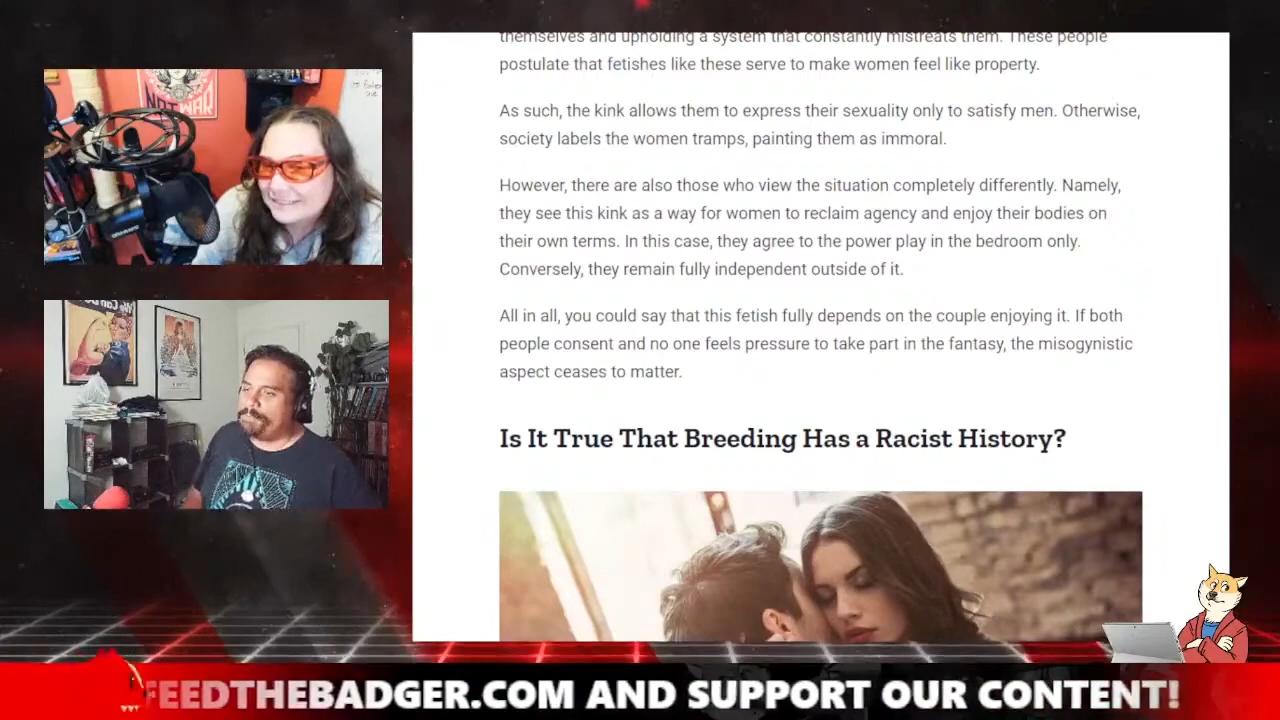 themselves and upholding a system that constantly mistreats them. These people
postulate that fetishes like these serve to make women feel like property.
As such, the kink allows them to express their sexuality only to satisfy men. Otherwise,
society labels the women tramps, painting them as immoral.
However, there are also those who view the situation completely differently. Namely,
they see this kink as a way for women to reclaim agency and enjoy their bodies on
their own terms. In this case, they agree to the power play in the bedroom only.
Conversely, they remain fully independent outside of it.
All in all, you could say that this fetish fully depends on the couple enjoying it. If both
people consent and no one feels pressure to take part in the fantasy, the misogynistic
aspect ceases to matter.
Is It True That Breeding Has a Racist History?
NOT WAR
FEEDTHEBADGER.COM AND SUPPORT OUR CONTENT!